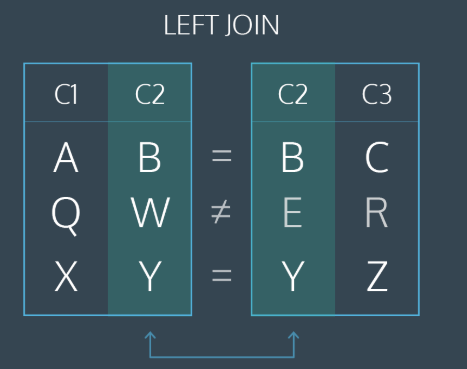 LEFT JOIN
C1 C2 C2 C3
A B = B C
Q W ≠ E R
X Y = Y Z